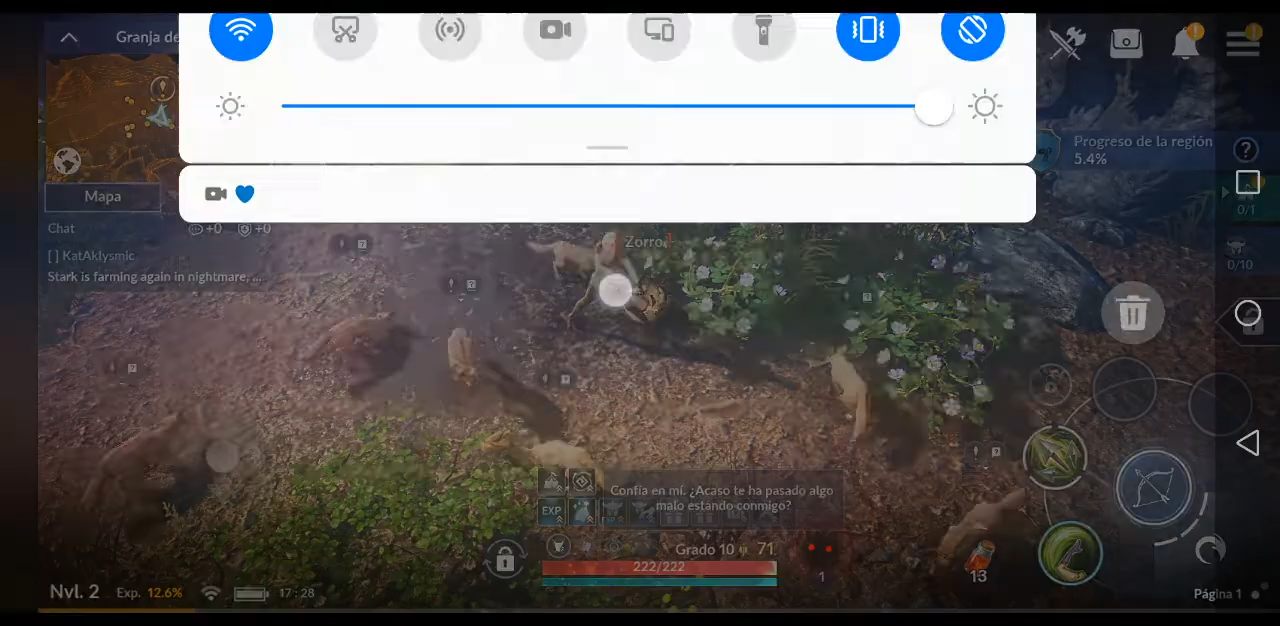 Granja de
Progreso de la región
5.4%
Mapa
0/1
Chat
+0 +0
[ ] KatAklysmic
Stark is farming again in nightmare, ...
Zorro
0/10
Confía en mí. ¿Acaso te ha pasado algo
malo estando conmigo?
EXP
Grado 10 71
222/222
1
13
Nvl. 2 Exp. 12.6% 17:28
Página 1